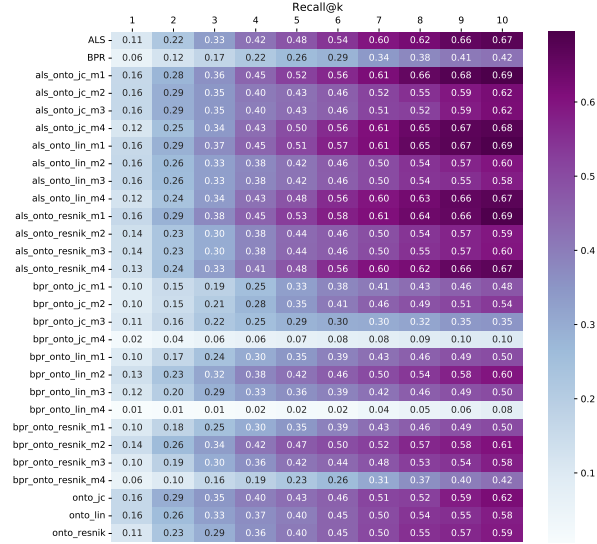 Recall@k
1 2 3 4 5 6 7 8 9 10
ALS 0.11 0.22 0.33 0.42 0.48 0.54 0.60 0.62 0.66 0.67
BPR 0.06 0.12 0.17 0.22 0.26 0.29 0.34 0.38 0.41 0.42
als_onto_jc_m1 0.16 0.28 0.36 0.45 0.52 0.56 0.61 0.66 0.68 0.69
als_onto_jc_m2 0.16 0.29 0.35 0.40 0.43 0.46 0.52 0.55 0.59 0.62
als_onto_jc_m3 0.16 0.29 0.35 0.40 0.43 0.46 0.51 0.52 0.59 0.62
als_onto_jc_m4 0.12 0.25 0.34 0.43 0.50 0.56 0.61 0.65 0.67 0.68
als_onto_lin_m1 0.16 0.29 0.37 0.45 0.51 0.57 0.61 0.65 0.67 0.69
als_onto_lin_m2 0.16 0.26 0.33 0.38 0.42 0.46 0.50 0.54 0.57 0.60
als_onto_lin_m3 0.16 0.26 0.33 0.38 0.42 0.46 0.50 0.54 0.55 0.58
als_onto_lin_m4 0.12 0.24 0.34 0.43 0.48 0.56 0.60 0.63 0.66 0.67
als_onto_resnik_m1 0.16 0.29 0.38 0.45 0.53 0.58 0.61 0.64 0.66 0.69
als_onto_resnik_m2 0.14 0.23 0.30 0.38 0.44 0.46 0.50 0.54 0.57 0.59
als_onto_resnik_m3 0.14 0.23 0.30 0.38 0.44 0.46 0.50 0.55 0.57 0.60
als_onto_resnik_m4 0.13 0.24 0.33 0.41 0.48 0.56 0.60 0.62 0.66 0.67
bpr_onto_jc_m1 0.10 0.15 0.19 0.25 0.33 0.38 0.41 0.43 0.46 0.48
bpr_onto_jc_m2 0.10 0.15 0.21 0.28 0.35 0.41 0.46 0.49 0.51 0.54
bpr_onto_jc_m3 0.11 0.16 0.22 0.25 0.29 0.30 0.30 0.32 0.35 0.35
bpr_onto_jc_m4 0.02 0.04 0.06 0.06 0.07 0.08 0.08 0.09 0.10 0.10
bpr_onto_lin_m1 0.10 0.17 0.24 0.30 0.35 0.39 0.43 0.46 0.49 0.50
bpr_onto_lin_m2 0.13 0.23 0.32 0.38 0.42 0.46 0.50 0.54 0.58 0.60
bpr_onto_lin_m3 0.12 0.20 0.29 0.33 0.36 0.39 0.42 0.46 0.49 0.50
bpr_onto_lin_m4 0.01 0.01 0.01 0.02 0.02 0.02 0.04 0.05 0.06 0.08
bpr_onto_resnik_m1 0.10 0.18 0.25 0.30 0.35 0.39 0.43 0.46 0.49 0.50
bpr_onto_resnik_m2 0.14 0.26 0.34 0.42 0.47 0.50 0.52 0.57 0.58 0.61
bpr_onto_resnik_m3 0.10 0.19 0.30 0.36 0.42 0.44 0.48 0.53 0.54 0.58
bpr_onto_resnik_m4 0.06 0.10 0.16 0.19 0.23 0.26 0.31 0.37 0.40 0.42
onto_jc 0.16 0.29 0.35 0.40 0.43 0.46 0.51 0.52 0.59 0.62
onto_lin 0.16 0.26 0.33 0.37 0.40 0.45 0.50 0.54 0.55 0.58
onto_resnik 0.11 0.23 0.29 0.36 0.40 0.45 0.50 0.55 0.57 0.59
0.6
0.5
0.4
0.3
0.2
0.1